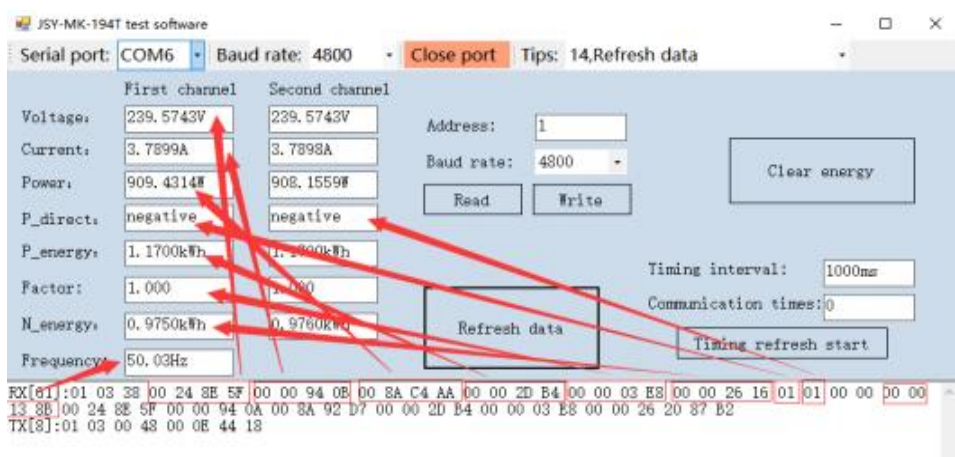 JSY-MK-194T test software
Serial port: COM6 Baud rate: 4800 Close port Tips: 14,Refresh data
First channel Second channel
Voltage: 239.5743V 239.5743V
Current: 3.7899A 3.7898A
Power: 909.4314W 908.1559W
P_direct: negative negative
P_energy: 1.1700kWh 1.1700kWh
Factor: 1.000 1.000
N_energy: 0.9750kWh 0.9760kWh
Frequency: 50.03Hz
Address: 1
Baud rate: 4800
Read Write
Clear energy
Refresh data
Timing interval: 1000ms
Communication times: 0
Timing refresh start
RX[61]:01 03 38 00 24 8E 5F 00 00 94 0B 00 8A C4 AA 00 00 2D B4 00 00 03 E8 00 00 26 16 01 01 00 00 00 00
13 8B 00 24 8E 5F 00 00 94 0A 00 8A 92 D7 00 00 2D B4 00 00 03 E8 00 00 26 20 87 B2
TX[8]:01 03 00 48 00 0E 44 18